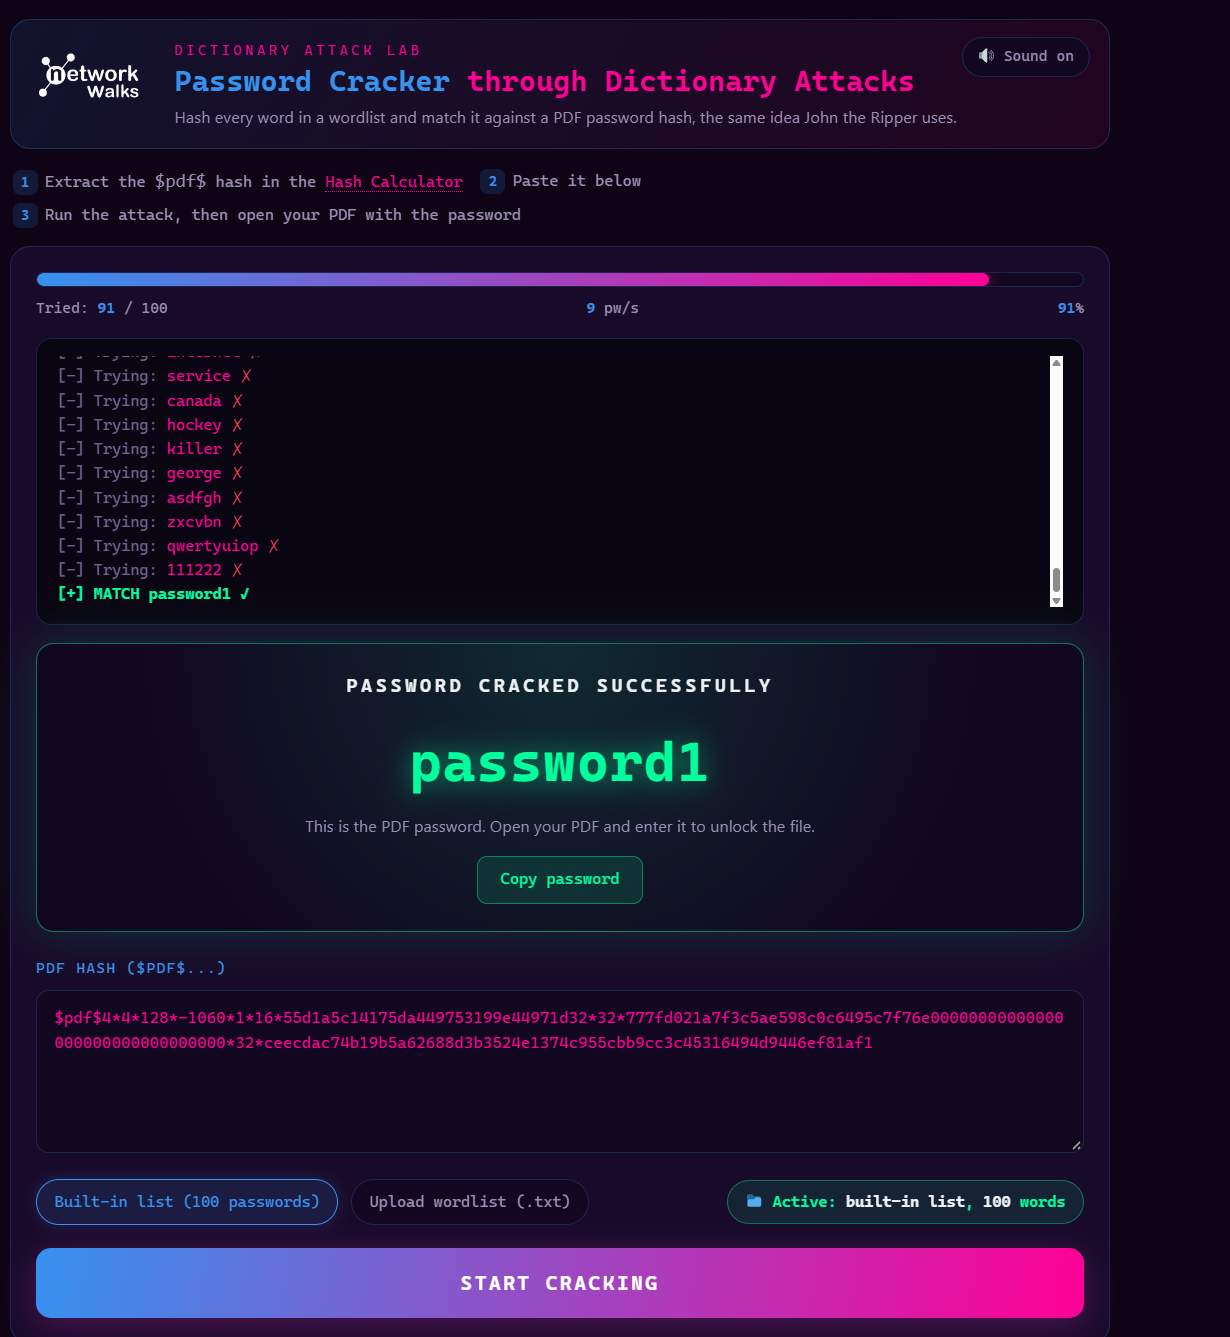 network
Walks
DICTIONARY ATTACK LAB
Password Cracker through Dictionary Attacks
Hash every word in a wordlist and match it against a PDF password hash, the same idea John the Ripper uses.
Sound on
1 Extract the $pdf$ hash in the Hash Calculator 2 Paste it below
3 Run the attack, then open your PDF with the password
Tried: 91 / 100 9 pw/s 91%
[-] Trying: service ✗
[-] Trying: canada ✗
[-] Trying: hockey ✗
[-] Trying: killer ✗
[-] Trying: george ✗
[-] Trying: asdfgh ✗
[-] Trying: zxcvbn ✗
[-] Trying: qwertyuiop ✗
[-] Trying: 111222 ✗
[+] MATCH password1 ✓
PASSWORD CRACKED SUCCESSFULLY
password1
This is the PDF password. Open your PDF and enter it to unlock the file.
Copy password
PDF HASH ($PDF$...)
$pdf$4*4*128*-1060*1*16*55d1a5c14175da449753199e44971d32*32*777fd021a7f3c5ae598c0c6495c7f76e00000000000000
000000000000000000*32*ceecdac74b19b5a62688d3b3524e1374c955cbb9cc3c45316494d9446ef81af1
Built-in list (100 passwords) Upload wordlist (.txt) Active: built-in list, 100 words
START CRACKING